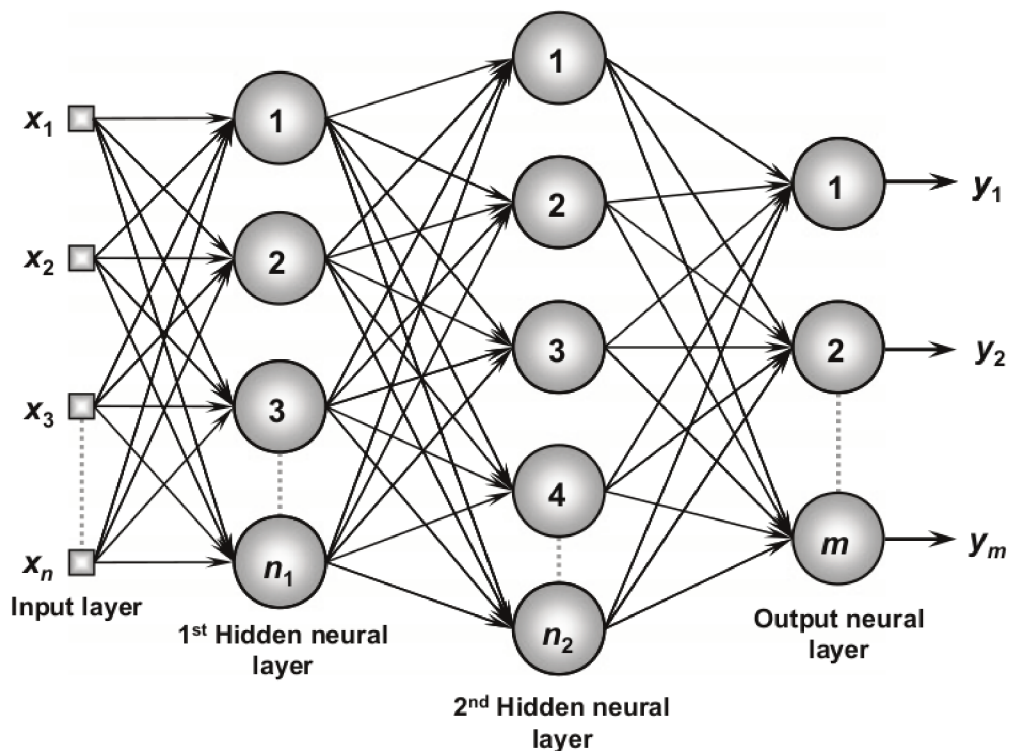 x1
x2
x3
xn
Input layer
1
2
3
n1
1st Hidden neural
layer
1
2
3
4
n2
2nd Hidden neural
layer
1
2
m
Output neural
layer
y1
y2
ym